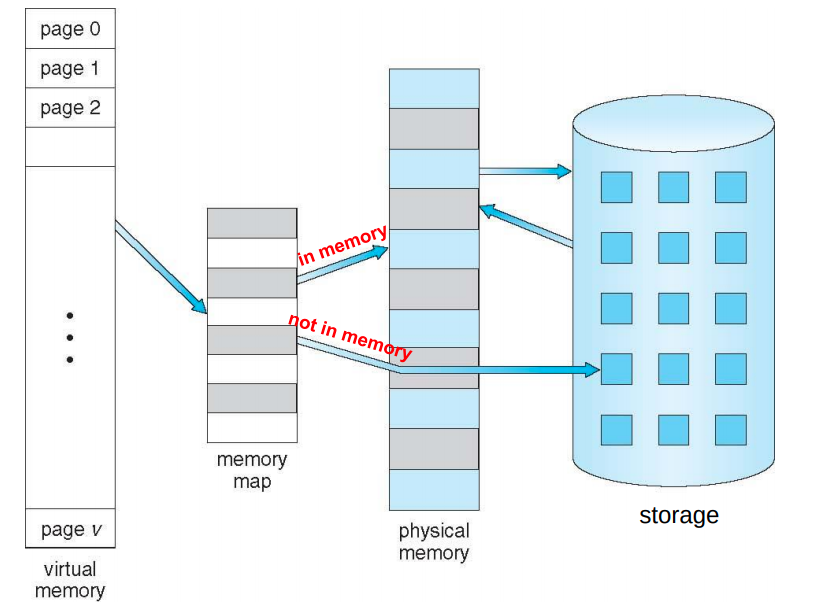 page 0
page 1
page 2
page v
virtual
memory
memory
map
in memory
not in memory
physical
memory
storage